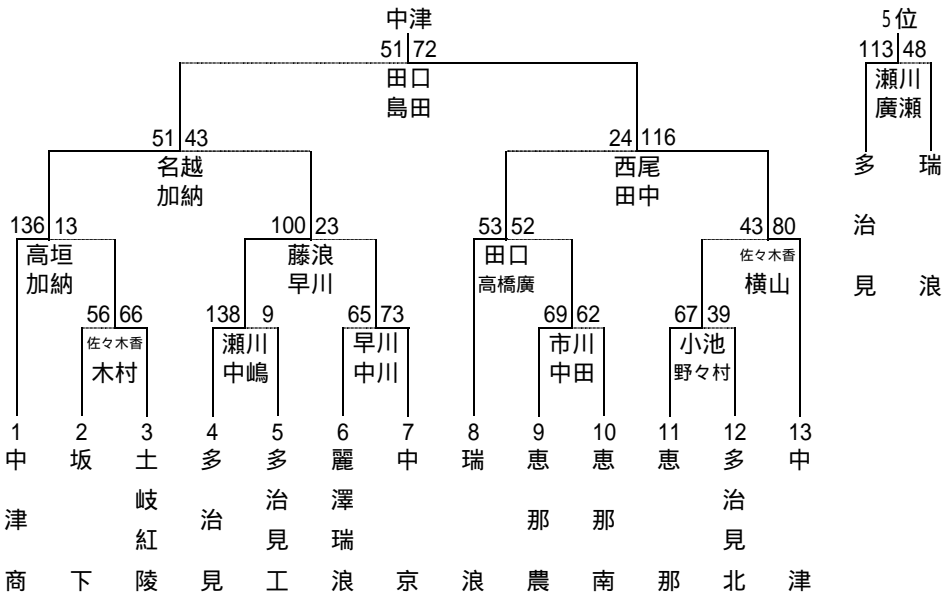 中津
5位
51 72
113 48
田口
島田
瀬川
廣瀬
51 43
24 116
名越
加納
西尾
田中
多治見
瑞浪
136 13
100 23
53 52
43 80
高垣
加納
藤浪
早川
田口
高橋廣
佐々木香
横山
56 66
138 9
65 73
69 62
67 39
佐々木香
木村
瀬川
中嶋
早川
中川
市川
中田
小池
野々村
1 2 3 4 5 6 7 8 9 10 11 12 13
中津商
坂下
土岐紅陵
多治見
多治見工
麗澤瑞浪
中京
瑞浪
恵那農
恵那南
恵那
多治見北
中津